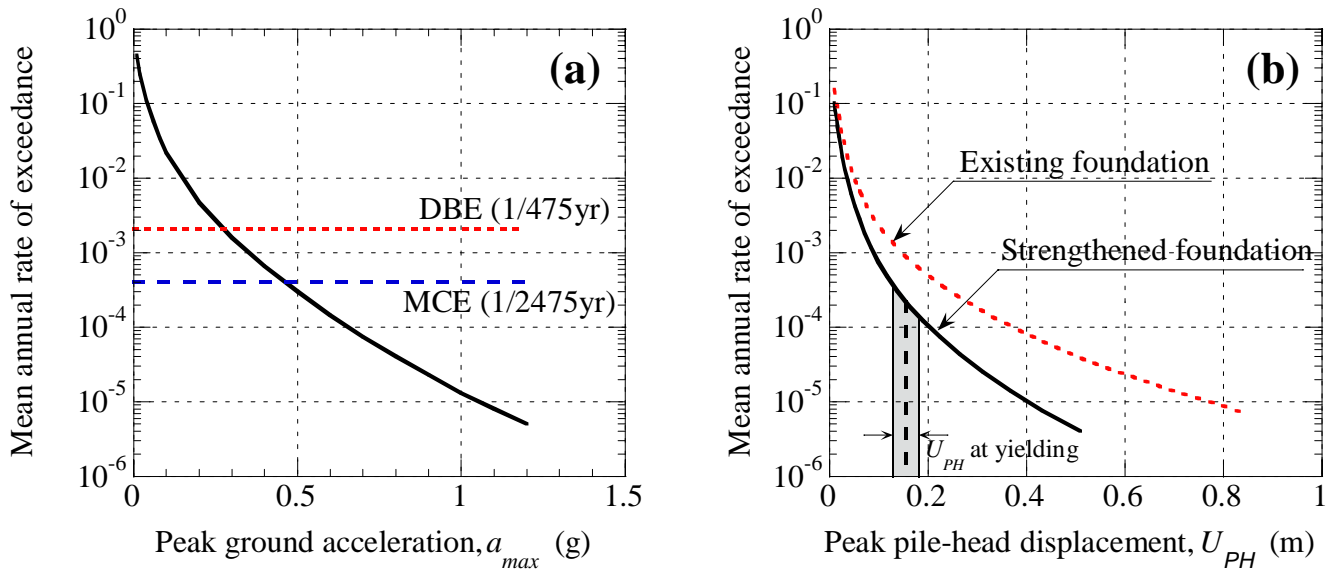 Mean annual rate of exceedance
10^0
10^-1
10^-2
10^-3
10^-4
10^-5
10^-6
(a)
DBE (1/475yr)
MCE (1/2475yr)
0 0.5 1 1.5
Peak ground acceleration, a_max (g)
Mean annual rate of exceedance
10^0
10^-1
10^-2
10^-3
10^-4
10^-5
10^-6
(b)
Existing foundation
Strengthened foundation
U_PH at yielding
0 0.2 0.4 0.6 0.8 1
Peak pile-head displacement, U_PH (m)